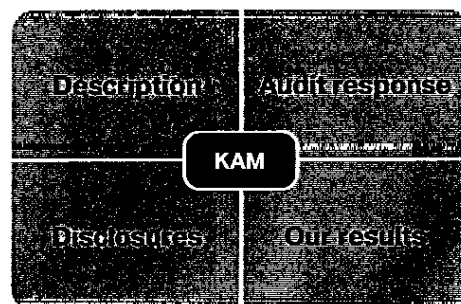 Description
Audit response
KAM
Disclosures
Our results